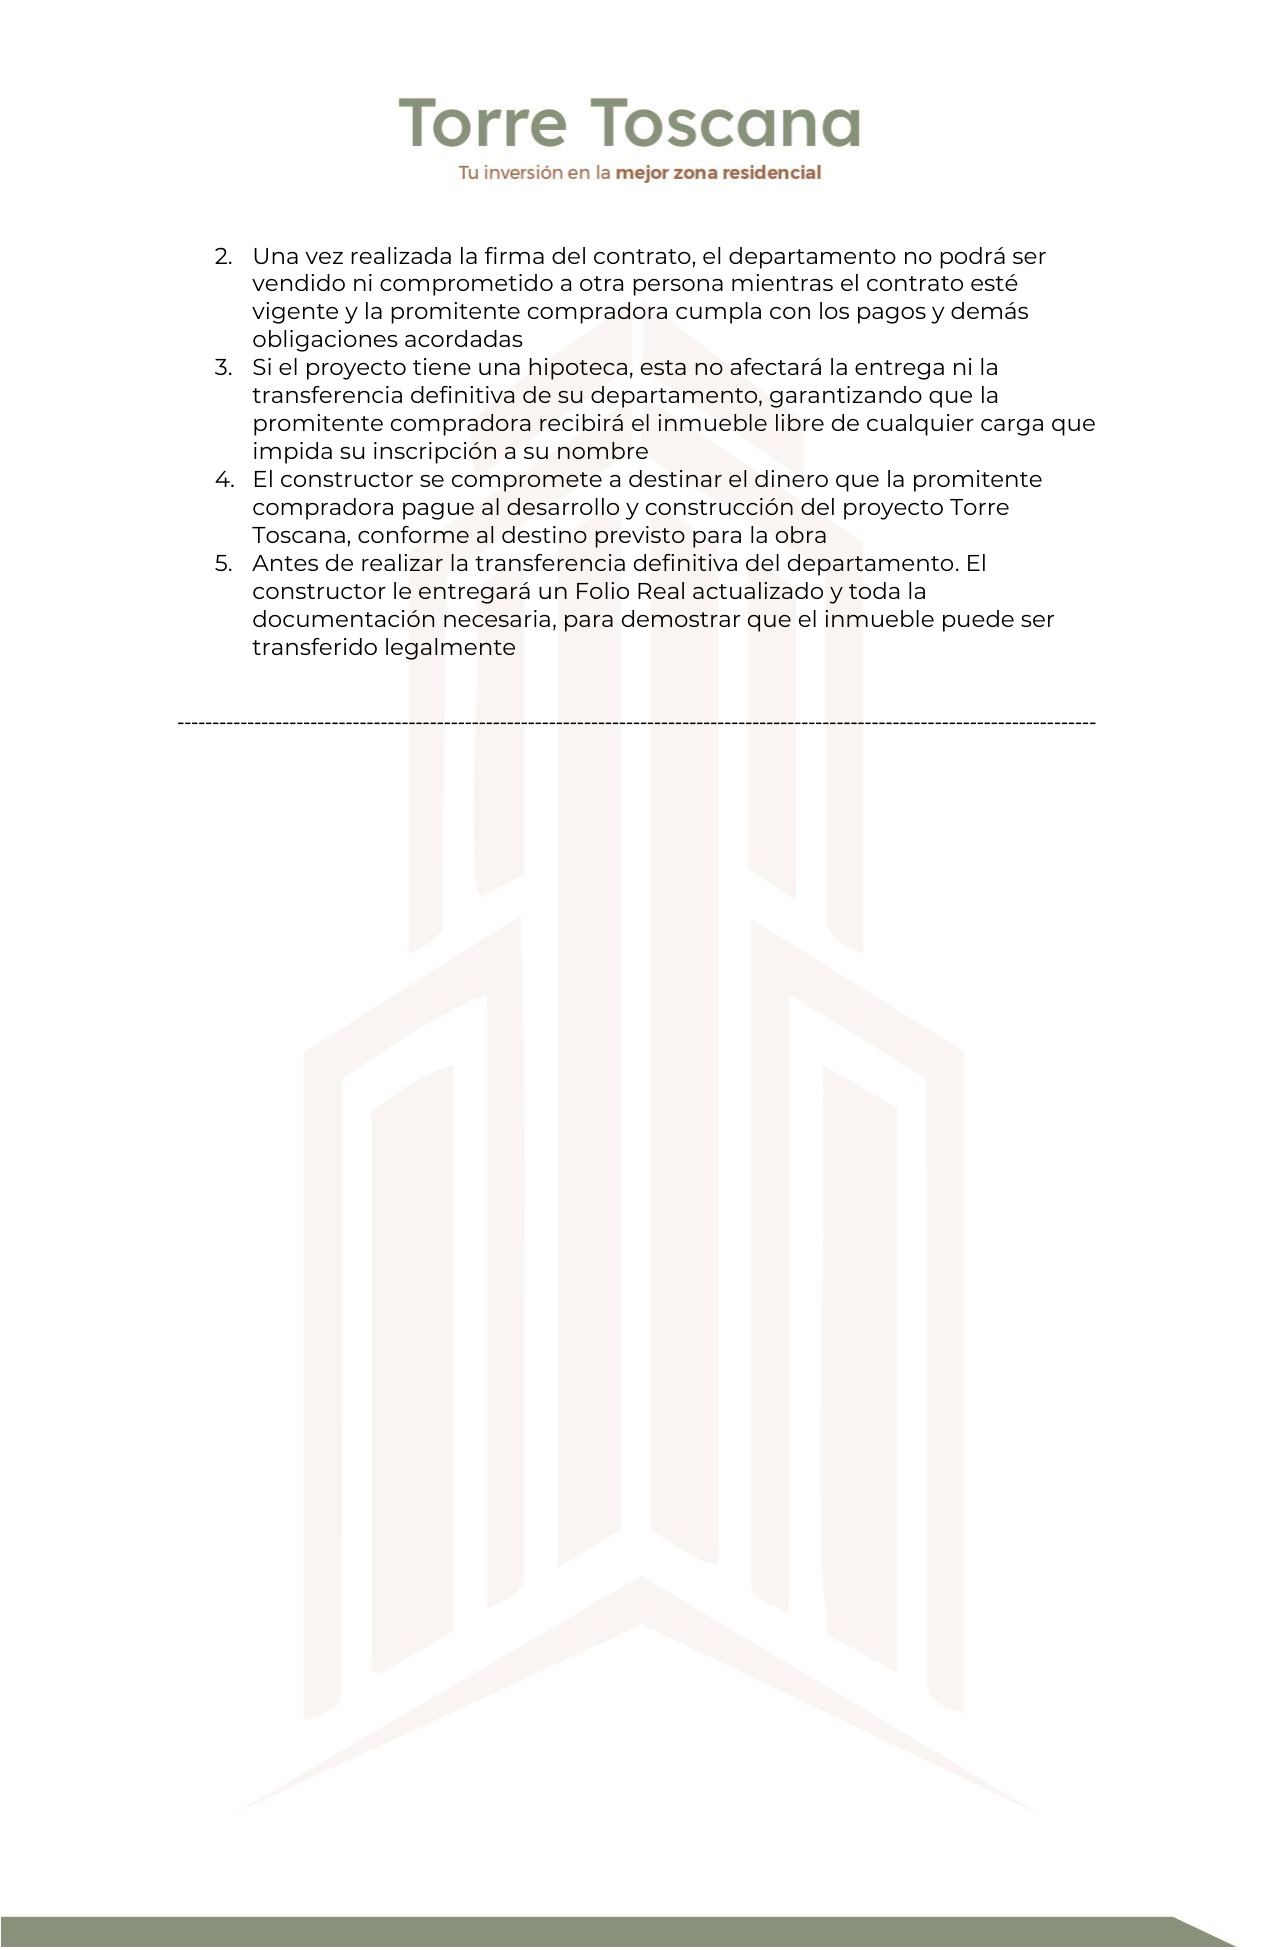 Torre Toscana
Tu inversión en la mejor zona residencial
2. Una vez realizada la firma del contrato, el departamento no podrá ser
vendido ni comprometido a otra persona mientras el contrato esté
vigente y la promitente compradora cumpla con los pagos y demás
obligaciones acordadas
3. Si el proyecto tiene una hipoteca, esta no afectará la entrega ni la
transferencia definitiva de su departamento, garantizando que la
promitente compradora recibirá el inmueble libre de cualquier carga que
impida su inscripción a su nombre
4. El constructor se compromete a destinar el dinero que la promitente
compradora pague al desarrollo y construcción del proyecto Torre
Toscana, conforme al destino previsto para la obra
5. Antes de realizar la transferencia definitiva del departamento. El
constructor le entregará un Folio Real actualizado y toda la
documentación necesaria, para demostrar que el inmueble puede ser
transferido legalmente